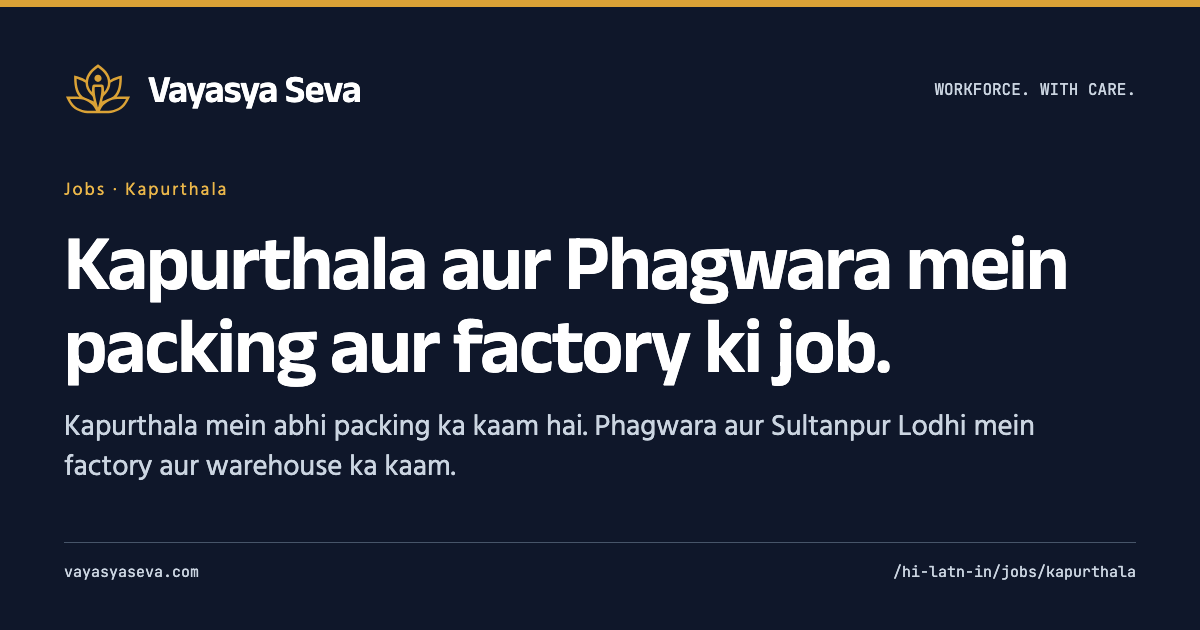 Vayasya Seva
WORKFORCE. WITH CARE.
Jobs · Kapurthala
Kapurthala aur Phagwara mein
packing aur factory ki job.
Kapurthala mein abhi packing ka kaam hai. Phagwara aur Sultanpur Lodhi mein
factory aur warehouse ka kaam.
vayasyaseva.com
/hi-latn-in/jobs/kapurthala